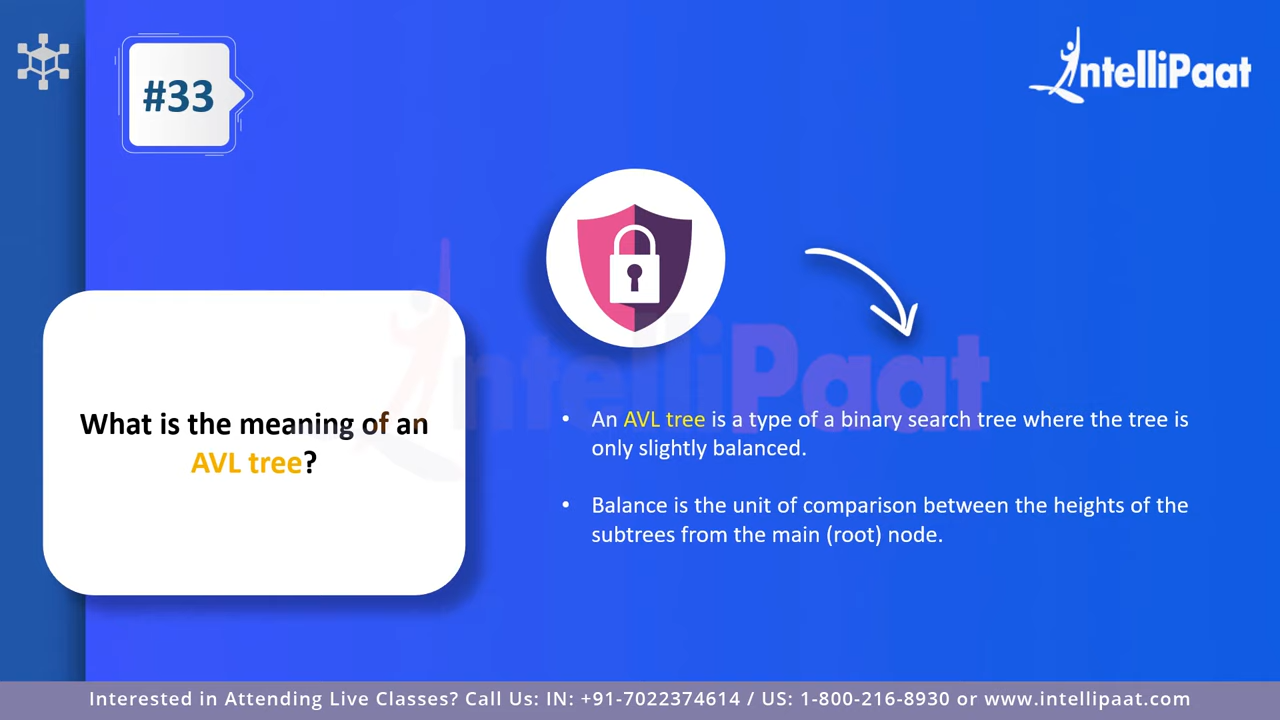 #33
IntelliPaat
What is the meaning of an
AVL tree?
IntelliPaat
• An AVL tree is a type of a binary search tree where the tree is
only slightly balanced.
• Balance is the unit of comparison between the heights of the
subtrees from the main (root) node.
Interested in Attending Live Classes? Call Us: IN: +91-7022374614 / US: 1-800-216-8930 or www.intellipaat.com